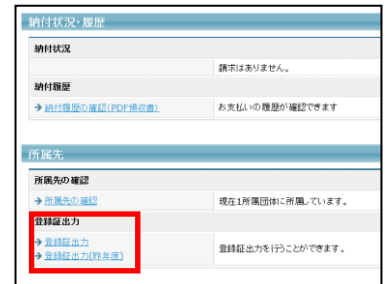 納付状況・履歴
納付状況
請求はありません。
納付履歴
➔ 納付履歴の確認(PDF領収書) お支払いの履歴が確認できます
所属先
所属先の確認
➔ 所属先の確認 現在1所属団体に所属しています。
登録証出力
➔ 登録証出力
➔ 登録証出力(昨年度) 登録証出力を行うことができます。